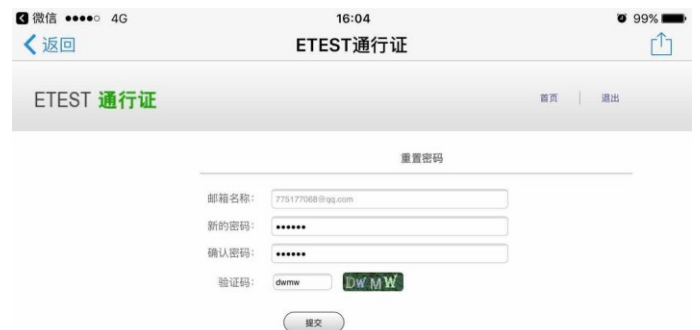 微信 4G 16:04 99%
返回 ETEST通行证
ETEST 通行证 首页 退出
重置密码
邮箱名称: 775177068@qq.com
新的密码: ••••••
确认密码: ••••••
验证码: dwmw DWMW
提交